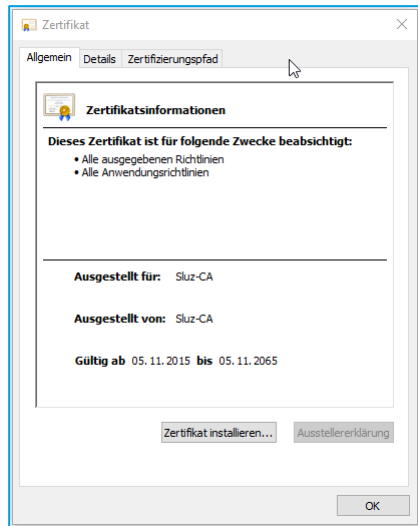 Zertifikat
Allgemein Details Zertifizierungspfad
Zertifikatsinformationen
Dieses Zertifikat ist für folgende Zwecke beabsichtigt:
• Alle ausgegebenen Richtlinien
• Alle Anwendungsrichtlinien
Ausgestellt für: Sluz-CA
Ausgestellt von: Sluz-CA
Gültig ab 05.11.2015 bis 05.11.2065
Zertifikat installieren... Ausstellererklärung
OK